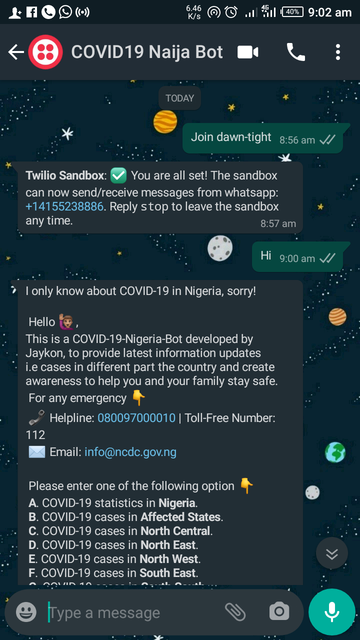 6.46 K/s 4G 40% 9:02 am
COVID19 Naija Bot
TODAY
Join dawn-tight 8:56 am
Twilio Sandbox: ✅ You are all set! The sandbox
can now send/receive messages from whatsapp:
+14155238886. Reply stop to leave the sandbox
any time.
8:57 am
Hi 9:00 am
I only know about COVID-19 in Nigeria, sorry!
Hello 🙋🏽‍♂️,
This is a COVID-19-Nigeria-Bot developed by
Jaykon, to provide latest information updates
i.e cases in different part the country and create
awareness to help you and your family stay safe.
For any emergency 👇
Helpline: 080097000010 | Toll-Free Number:
112
✉️ Email: info@ncdc.gov.ng
Please enter one of the following option 👇
A. COVID-19 statistics in Nigeria.
B. COVID-19 cases in Affected States.
C. COVID-19 cases in North Central.
D. COVID-19 cases in North East.
E. COVID-19 cases in North West.
F. COVID-19 cases in South East.
Type a message